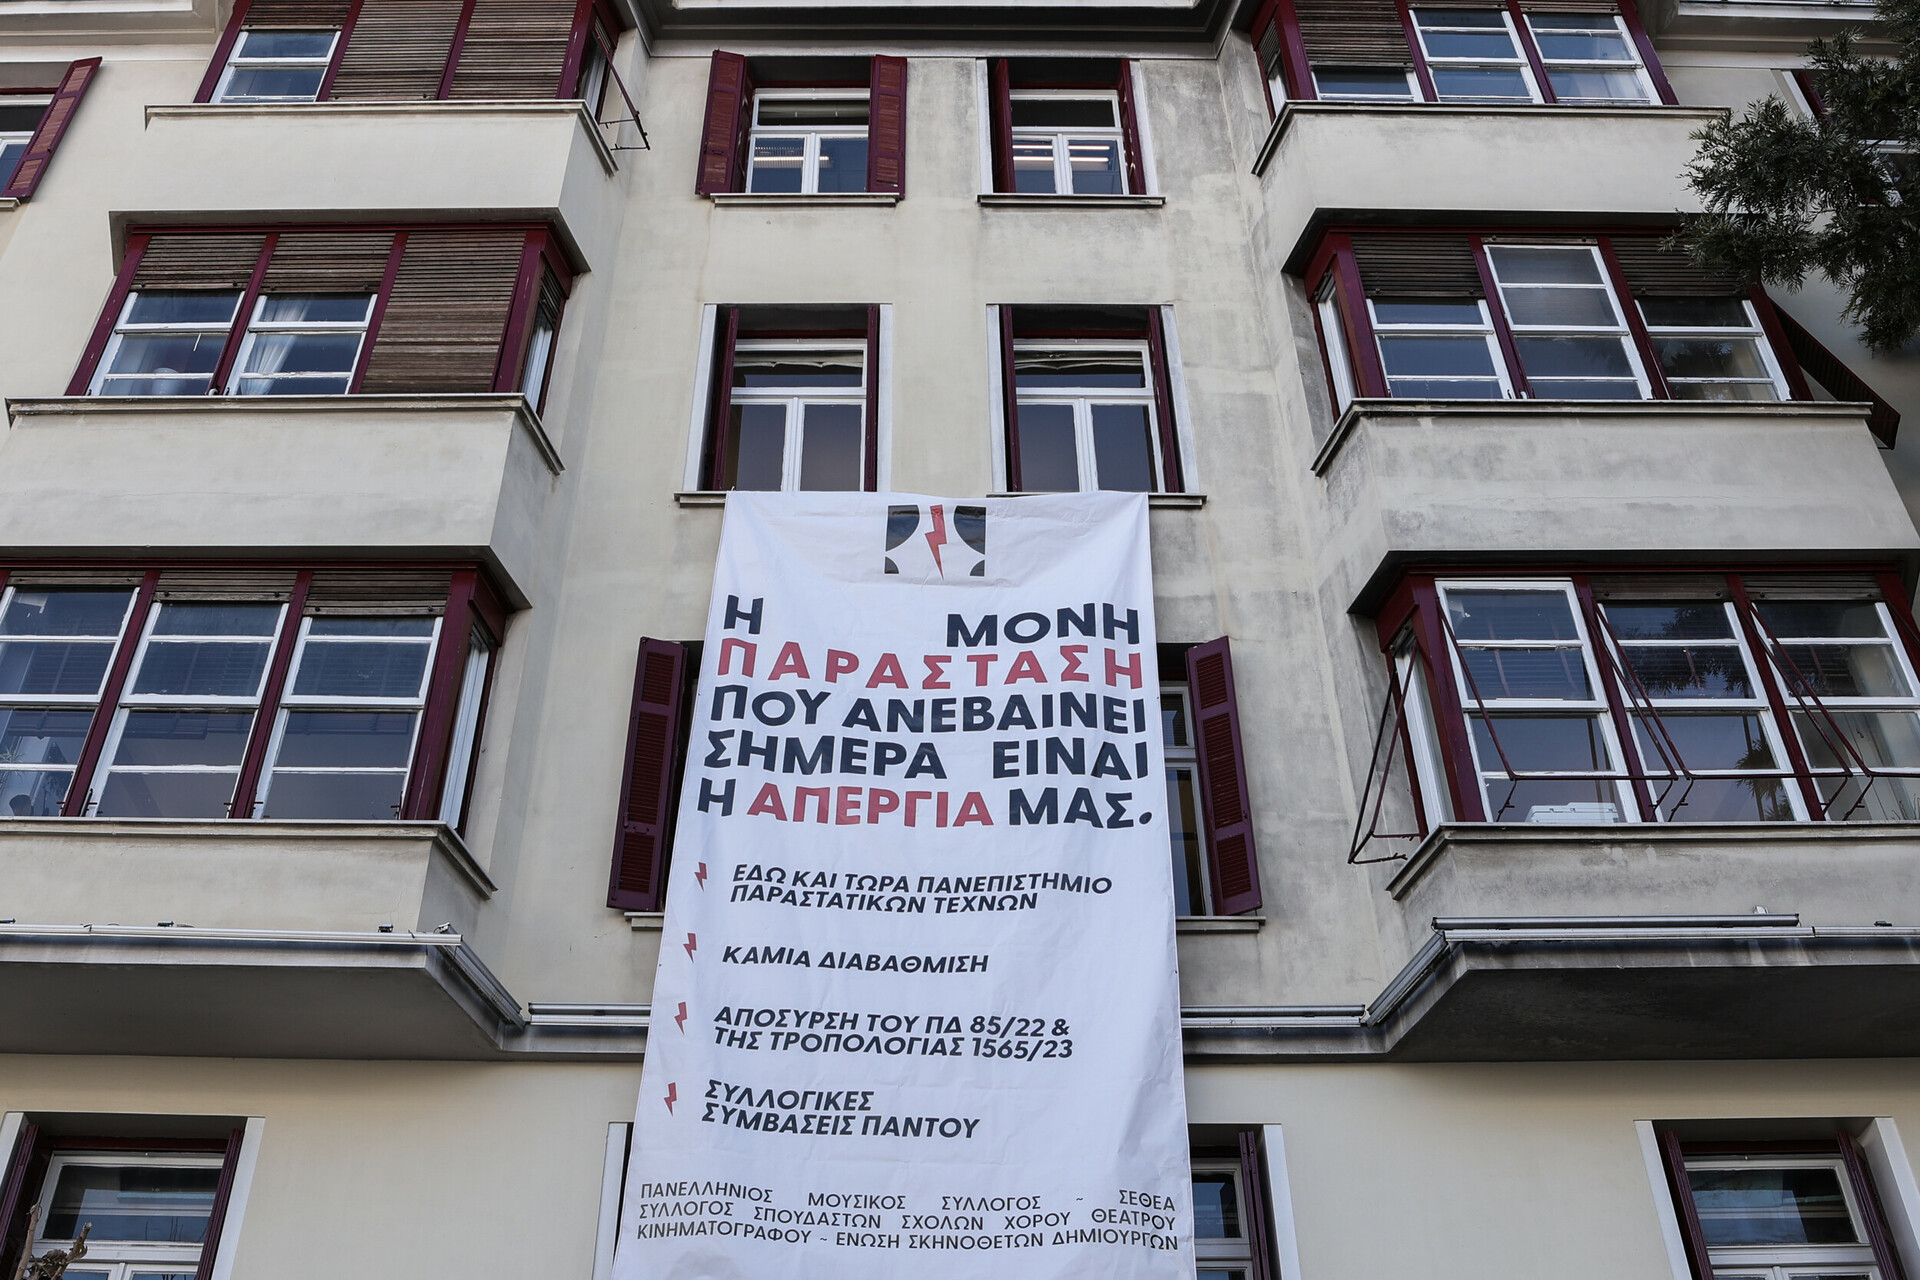 Η ΜΟΝΗ
ΠΑΡΑΣΤΑΣΗ
ΠΟΥ ΑΝΕΒΑΙΝΕΙ
ΣΗΜΕΡΑ ΕΙΝΑΙ
Η ΑΠΕΡΓΙΑ ΜΑΣ.
ΕΔΩ ΚΑΙ ΤΩΡΑ ΠΑΝΕΠΙΣΤΗΜΙΟ
ΠΑΡΑΣΤΑΤΙΚΩΝ ΤΕΧΝΩΝ
ΚΑΜΙΑ ΔΙΑΒΑΘΜΙΣΗ
ΑΠΟΣΥΡΣΗ ΤΟΥ ΠΔ 85/22 &
ΤΗΣ ΤΡΟΠΟΛΟΓΙΑΣ 1565/23
ΣΥΛΛΟΓΙΚΕΣ
ΣΥΜΒΑΣΕΙΣ ΠΑΝΤΟΥ
ΠΑΝΕΛΛΗΝΙΟΣ ΜΟΥΣΙΚΟΣ ΣΥΛΛΟΓΟΣ ~ ΣΕΘΕΑ
ΣΥΛΛΟΓΟΣ ΣΠΟΥΔΑΣΤΩΝ ΣΧΟΛΩΝ ΧΟΡΟΥ ΘΕΑΤΡΟΥ
ΚΙΝΗΜΑΤΟΓΡΑΦΟΥ ~ ΕΝΩΣΗ ΣΚΗΝΟΘΕΤΩΝ ΔΗΜΙΟΥΡΓΩΝ